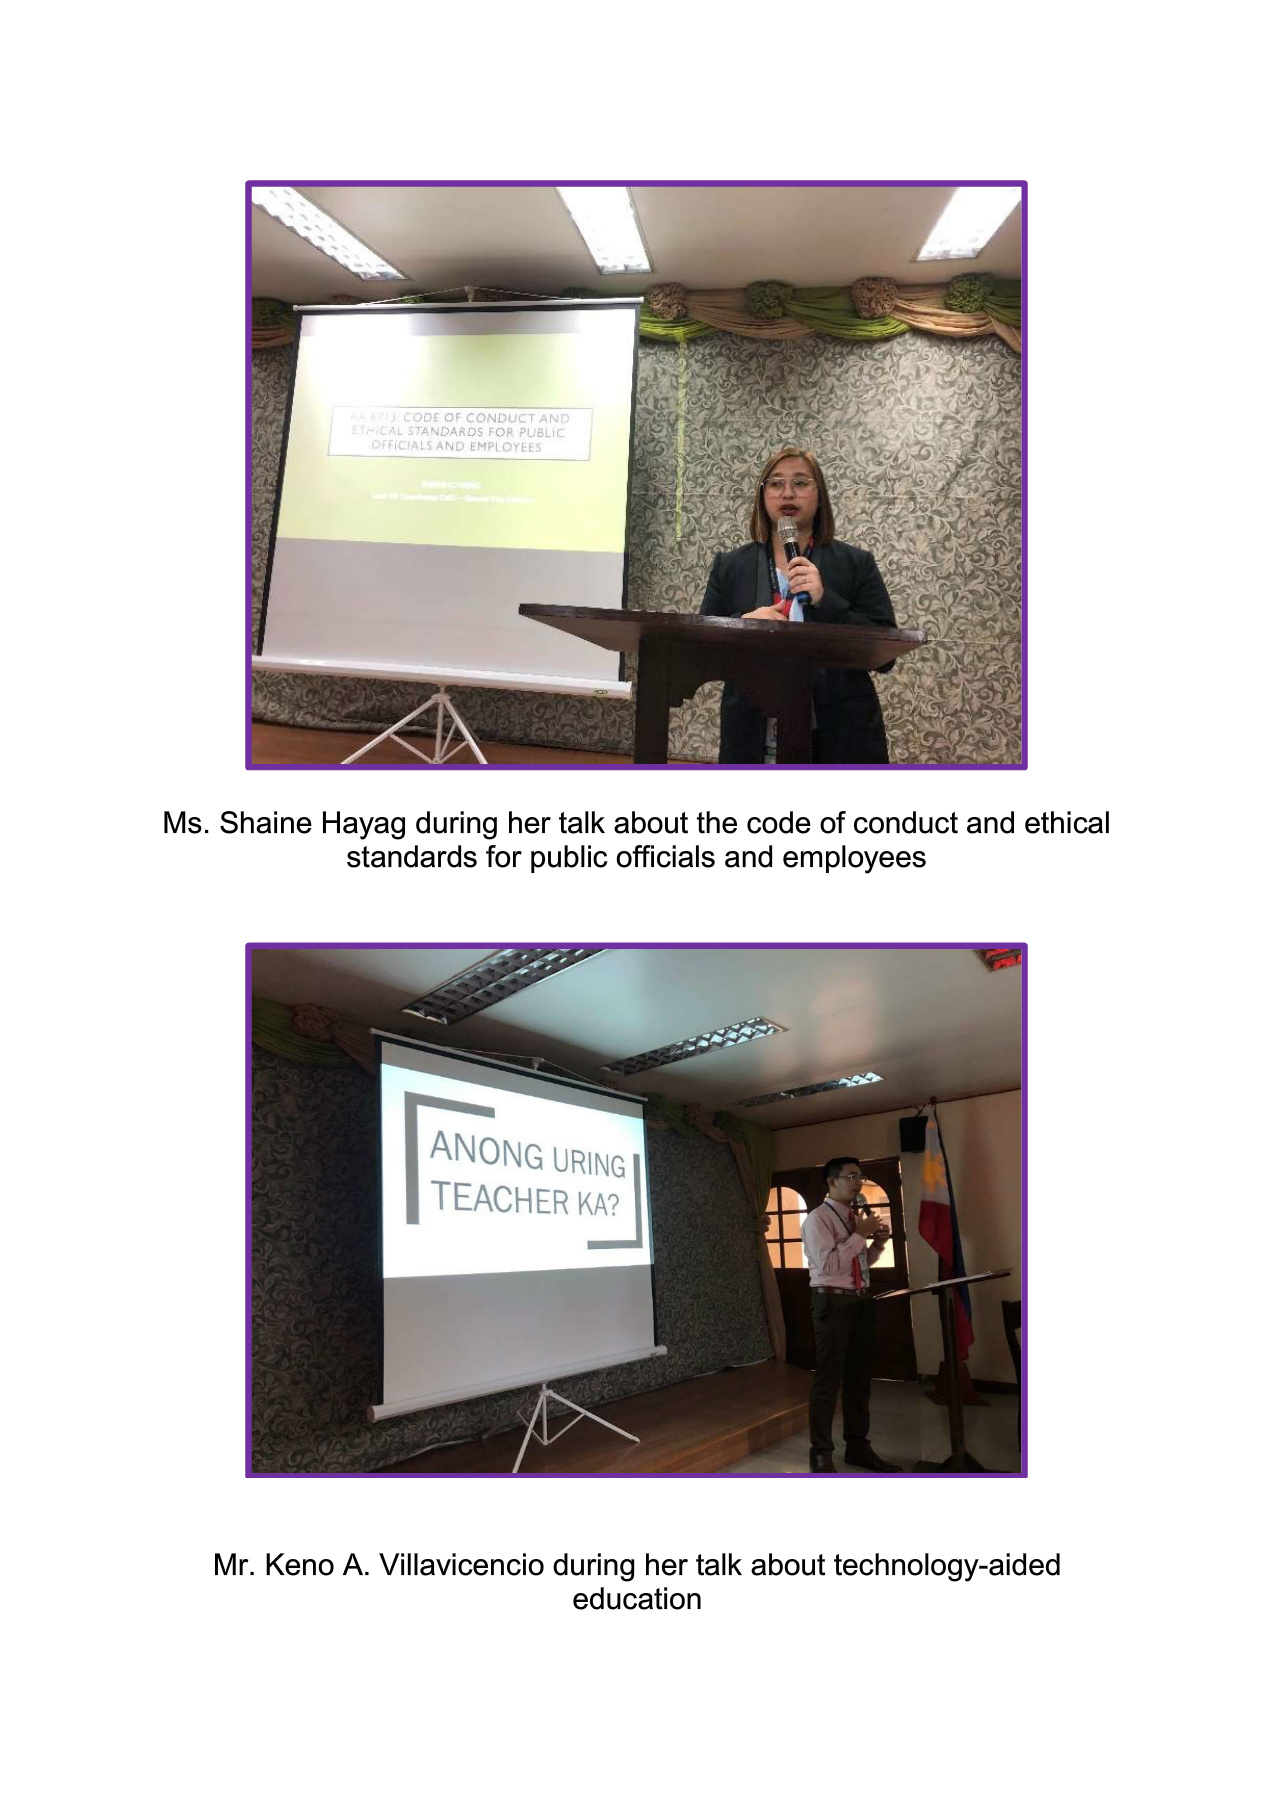 RA 6713: CODE OF CONDUCT AND
ETHICAL STANDARDS FOR PUBLIC
OFFICIALS AND EMPLOYEES
Ms. Shaine Hayag during her talk about the code of conduct and ethical
standards for public officials and employees
ANONG URING
TEACHER KA?
Mr. Keno A. Villavicencio during her talk about technology-aided
education